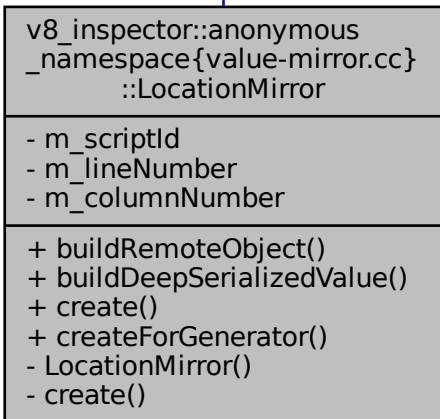 v8_inspector::anonymous
_namespace{value-mirror.cc}
::LocationMirror
- m_scriptId
- m_lineNumber
- m_columnNumber
+ buildRemoteObject()
+ buildDeepSerializedValue()
+ create()
+ createForGenerator()
- LocationMirror()
- create()